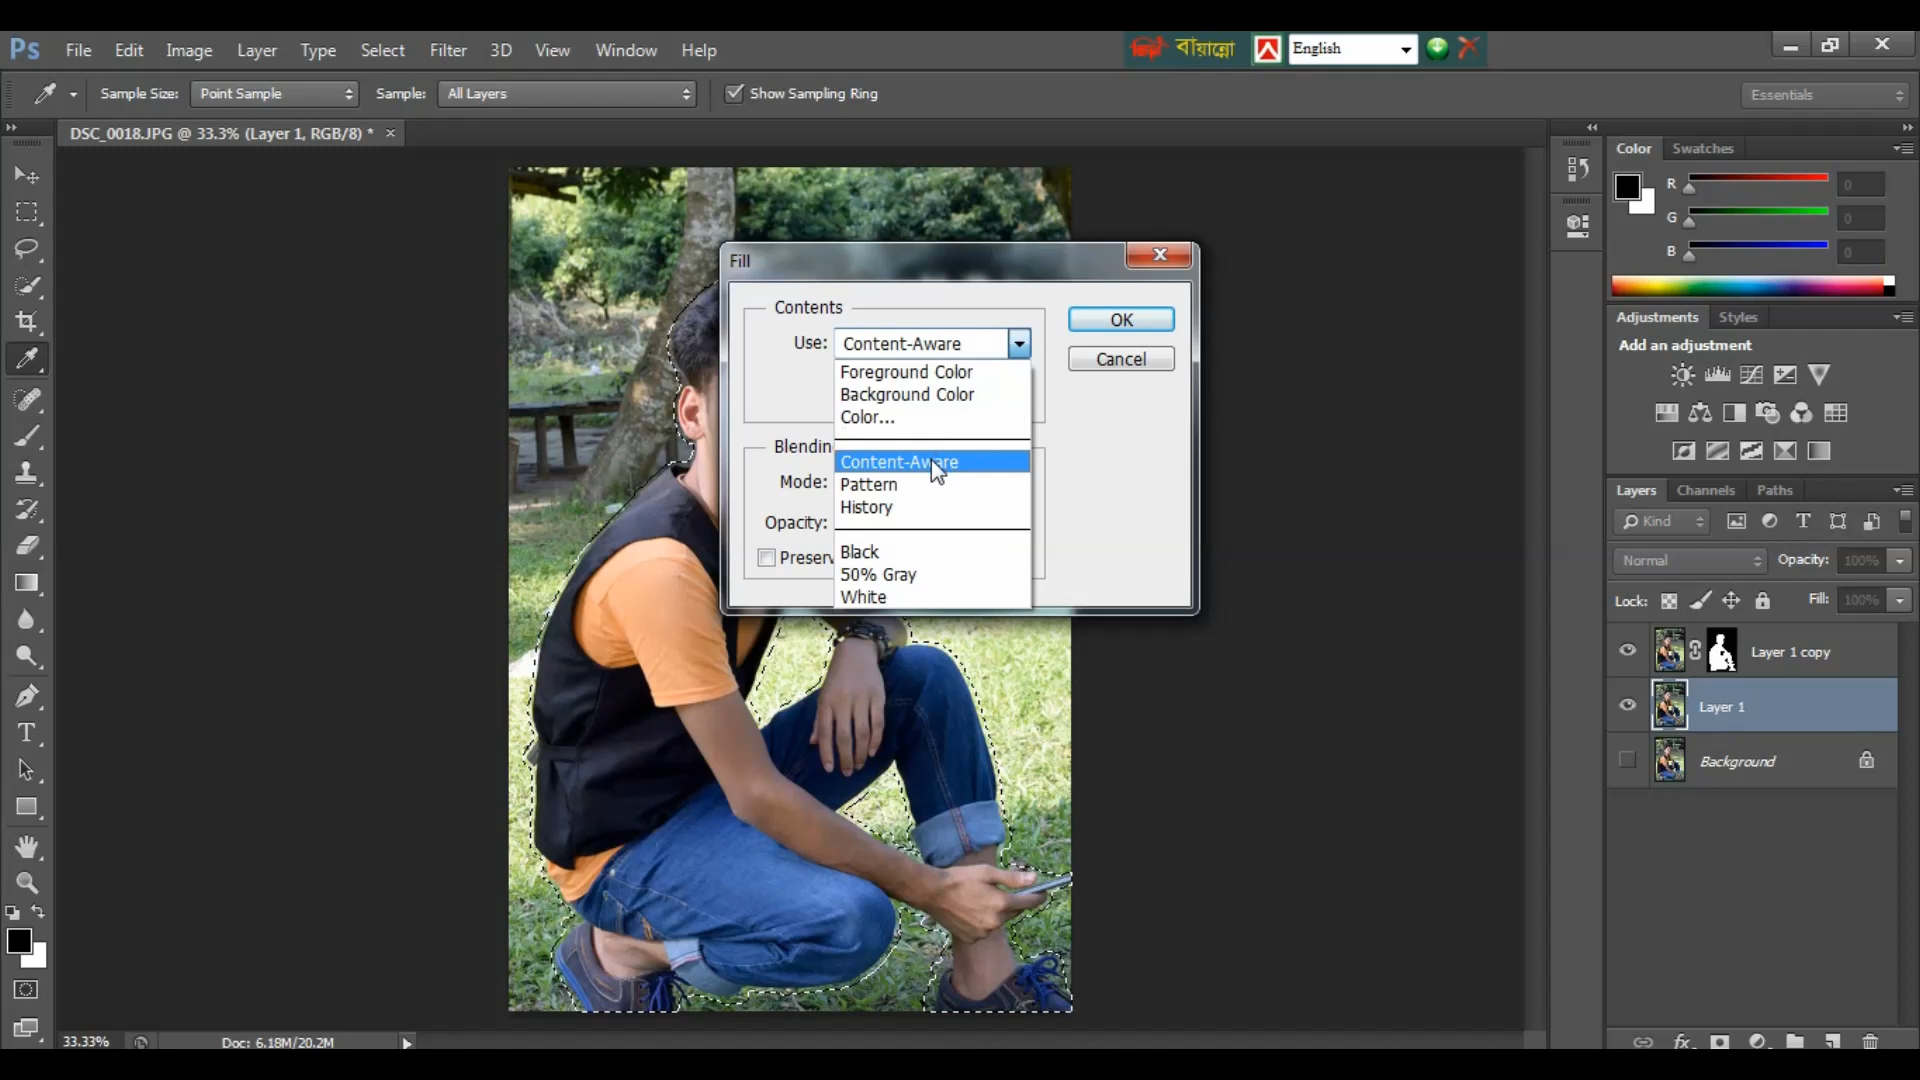 Ps File Edit Image Layer Type Select Filter 3D View Window Help
বায়ান্নো English
Sample Size: Point Sample Sample: All Layers Show Sampling Ring Essentials
DSC_0018.JPG @ 33.3% (Layer 1, RGB/8) * ×
Color Swatches
R 0
G 0
B 0
Adjustments Styles
Add an adjustment
Fill
Contents
Use: Content-Aware
OK
Cancel
Foreground Color
Background Color
Color...
Content-Aware
Pattern
History
Black
50% Gray
White
Blendin
Mode:
Opacity:
Preserv
Layers Channels Paths
Kind
Normal Opacity: 100%
Lock: Fill: 100%
Layer 1 copy
Layer 1
Background
33.33% Doc: 6.18M/20.2M
fx